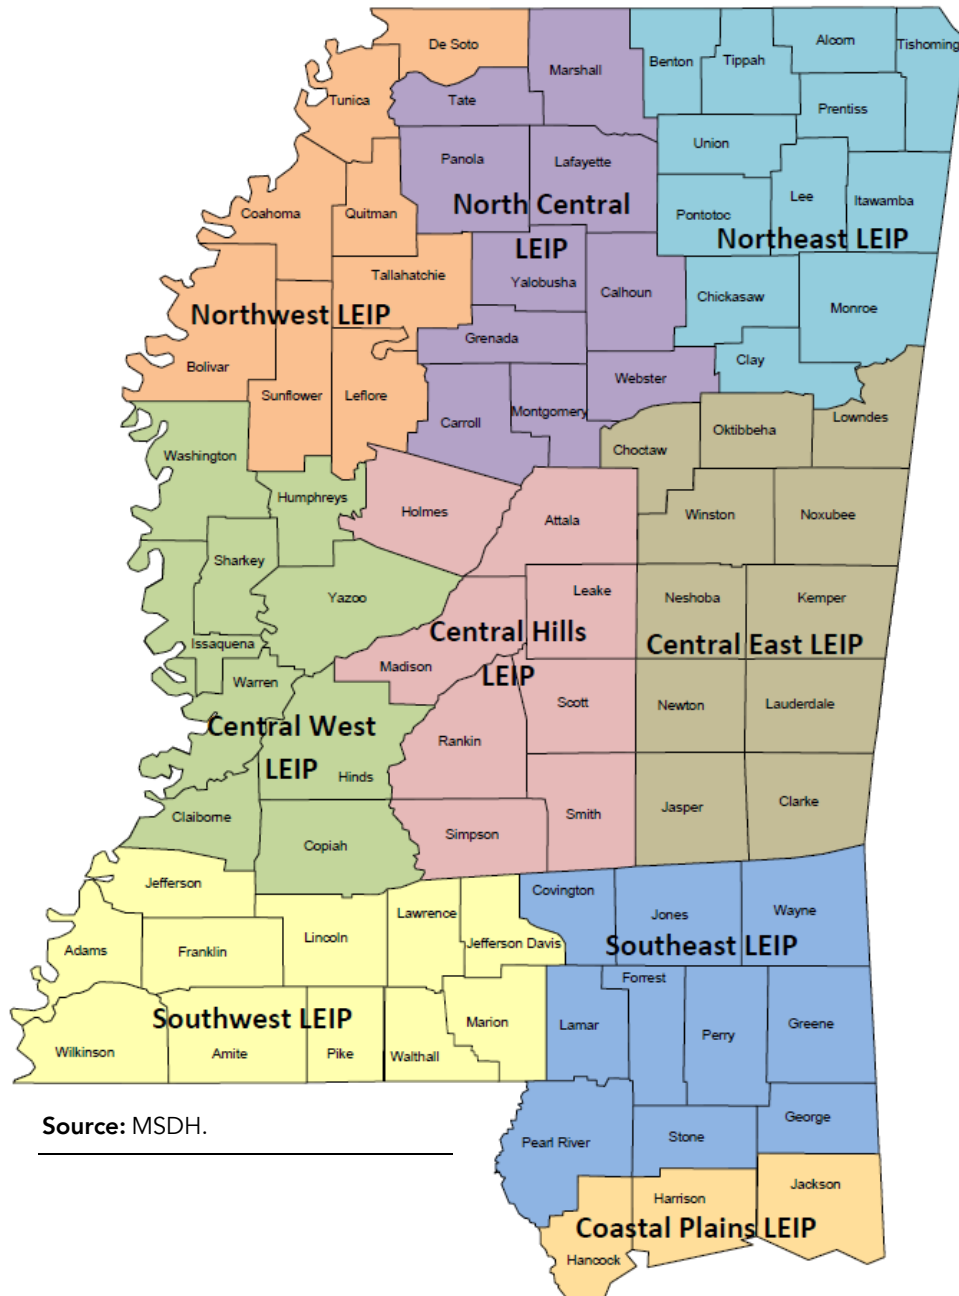 De Soto
Marshall
Benton
Tippah
Alcorn
Tishoming
Tunica
Tate
Prentiss
Union
Panola
Lafayette
Coahoma
Quitman
North Central
LEIP
Pontotoc
Lee
Itawamba
Northeast LEIP
Tallahatchie
Yalobusha
Calhoun
Chickasaw
Monroe
Northwest LEIP
Grenada
Bolivar
Sunflower
Leflore
Clay
Webster
Carroll
Montgomery
Choctaw
Oktibbeha
Lowndes
Washington
Humphreys
Holmes
Attala
Winston
Noxubee
Sharkey
Yazoo
Leake
Neshoba
Kemper
Issaquena
Central Hills
LEIP
Central East LEIP
Madison
Warren
Scott
Newton
Lauderdale
Central West
LEIP
Rankin
Hinds
Claiborne
Copiah
Simpson
Smith
Jasper
Clarke
Jefferson
Covington
Lawrence
Jones
Wayne
Adams
Franklin
Lincoln
Jefferson Davis
Southeast LEIP
Forrest
Southwest LEIP
Marion
Lamar
Perry
Greene
Wilkinson
Amite
Pike
Walthall
Source: MSDH.
Pearl River
Stone
George
Harrison
Jackson
Coastal Plains LEIP
Hancock